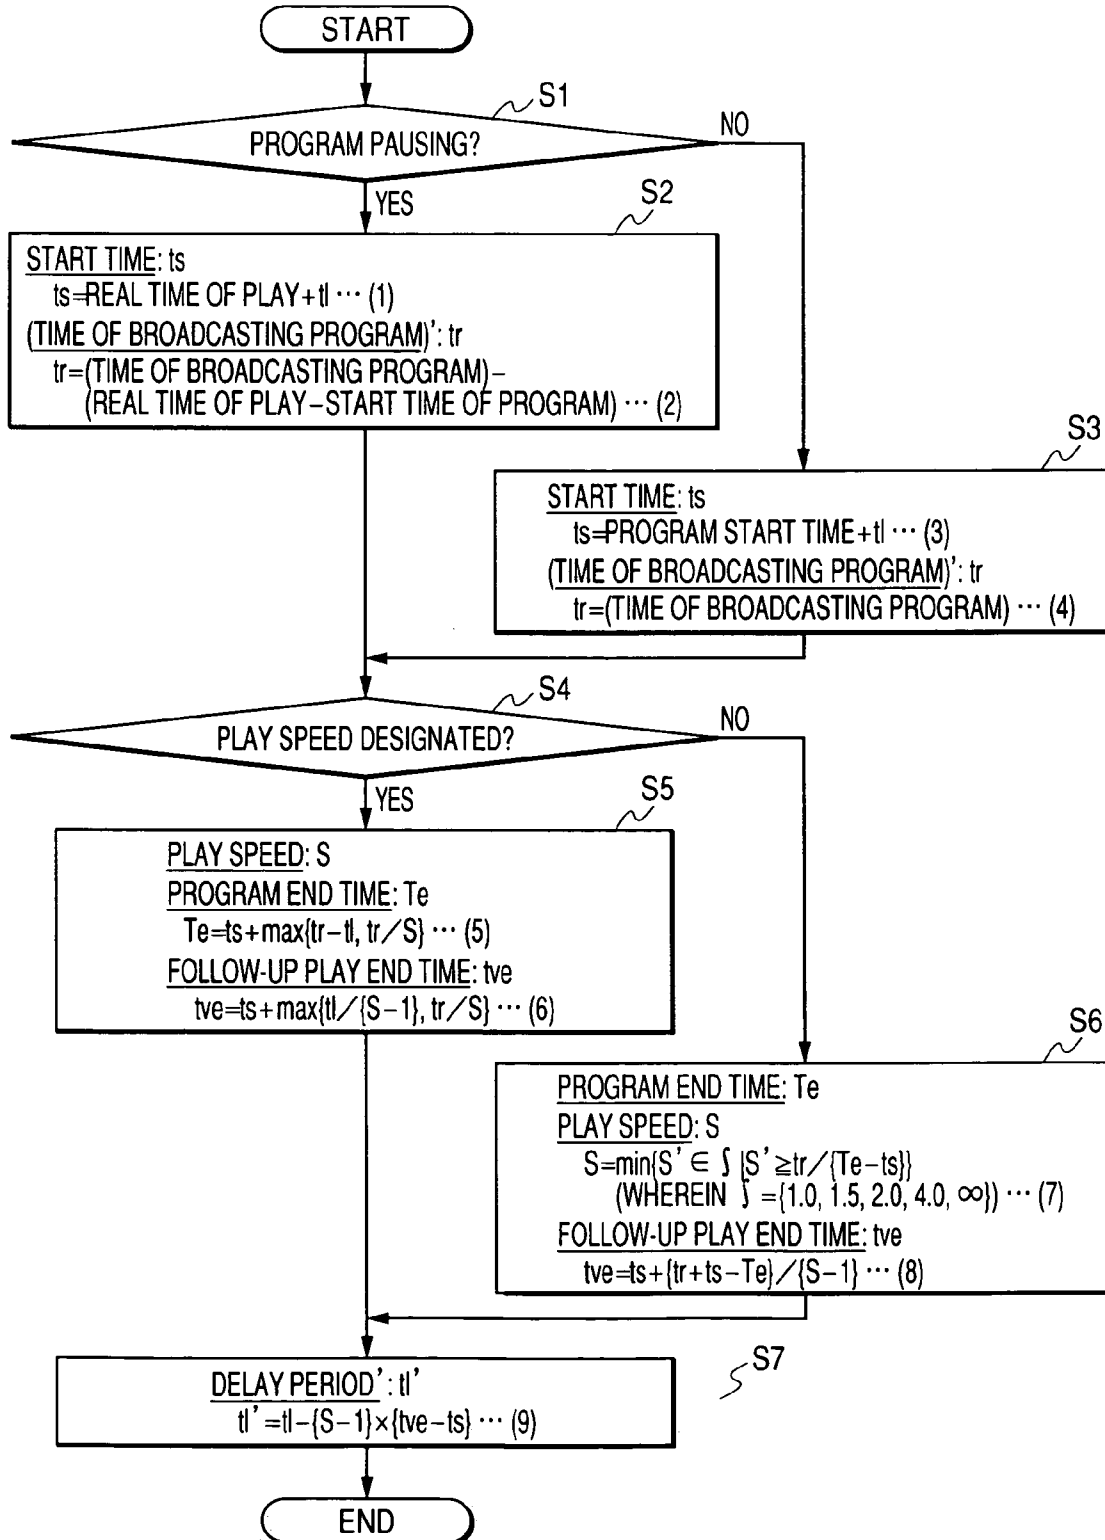 START
S1
PROGRAM PAUSING?
NO
YES
S2
START TIME: ts
ts=REAL TIME OF PLAY+tl ··· (1)
(TIME OF BROADCASTING PROGRAM)': tr
tr=(TIME OF BROADCASTING PROGRAM)−
(REAL TIME OF PLAY−START TIME OF PROGRAM) ··· (2)
S3
START TIME: ts
ts=PROGRAM START TIME+tl ··· (3)
(TIME OF BROADCASTING PROGRAM)': tr
tr=(TIME OF BROADCASTING PROGRAM) ··· (4)
S4
PLAY SPEED DESIGNATED?
NO
YES
S5
PLAY SPEED: S
PROGRAM END TIME: Te
Te=ts+max{tr−tl, tr/S} ··· (5)
FOLLOW-UP PLAY END TIME: tve
tve=ts+max{tl/{S−1}, tr/S} ··· (6)
S6
PROGRAM END TIME: Te
PLAY SPEED: S
S=min{S' ∈ ∫ |S' ≧tr/{Te−ts}}
(WHEREIN ∫ ={1.0, 1.5, 2.0, 4.0, ∞}) ··· (7)
FOLLOW-UP PLAY END TIME: tve
tve=ts+{tr+ts−Te}/{S−1} ··· (8)
S7
DELAY PERIOD': tl'
tl'=tl−{S−1}×{tve−ts} ··· (9)
END